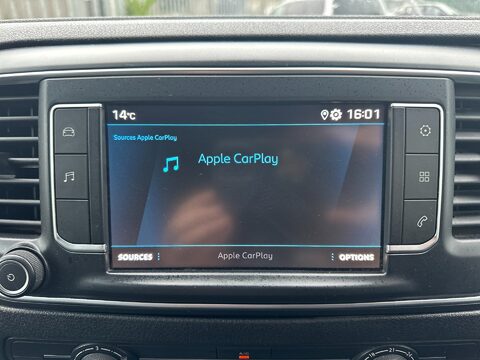 14°C
16:01
Sources Apple CarPlay
Apple CarPlay
SOURCES
Apple CarPlay
OPTIONS